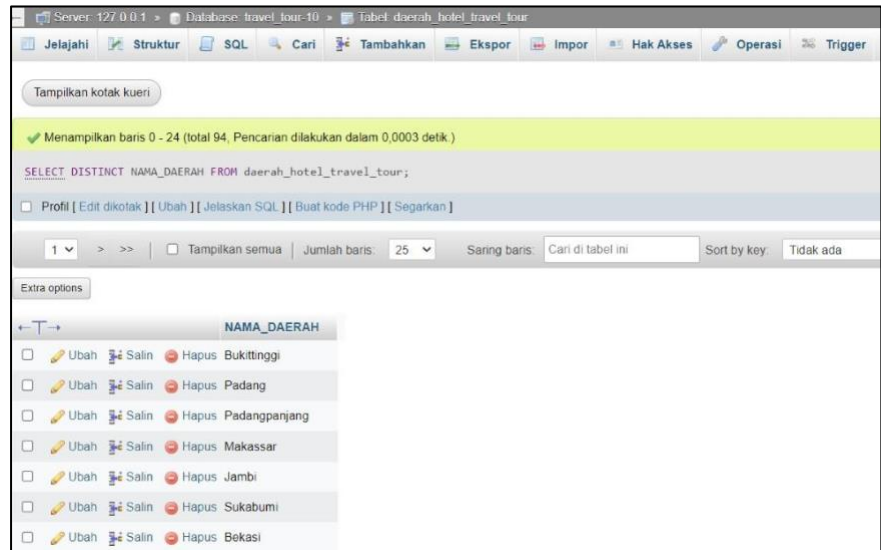 Server: 127.0.0.1 » Database: travel_tour-10 » Tabel: daerah_hotel_travel_tour
Jelajahi Struktur SQL Cari Tambahkan Ekspor Impor Hak Akses Operasi Trigger
Tampilkan kotak kueri
Menampilkan baris 0 - 24 (total 94, Pencarian dilakukan dalam 0,0003 detik.)
SELECT DISTINCT NAMA_DAERAH FROM daerah_hotel_travel_tour;
Profil [ Edit dikotak ] [ Ubah ] [ Jelaskan SQL ] [ Buat kode PHP ] [ Segarkan ]
1 > >> | Tampilkan semua | Jumlah baris: 25 Saring baris: Cari di tabel ini Sort by key: Tidak ada
Extra options
←T→ NAMA_DAERAH
Ubah Salin Hapus Bukittinggi
Ubah Salin Hapus Padang
Ubah Salin Hapus Padangpanjang
Ubah Salin Hapus Makassar
Ubah Salin Hapus Jambi
Ubah Salin Hapus Sukabumi
Ubah Salin Hapus Bekasi